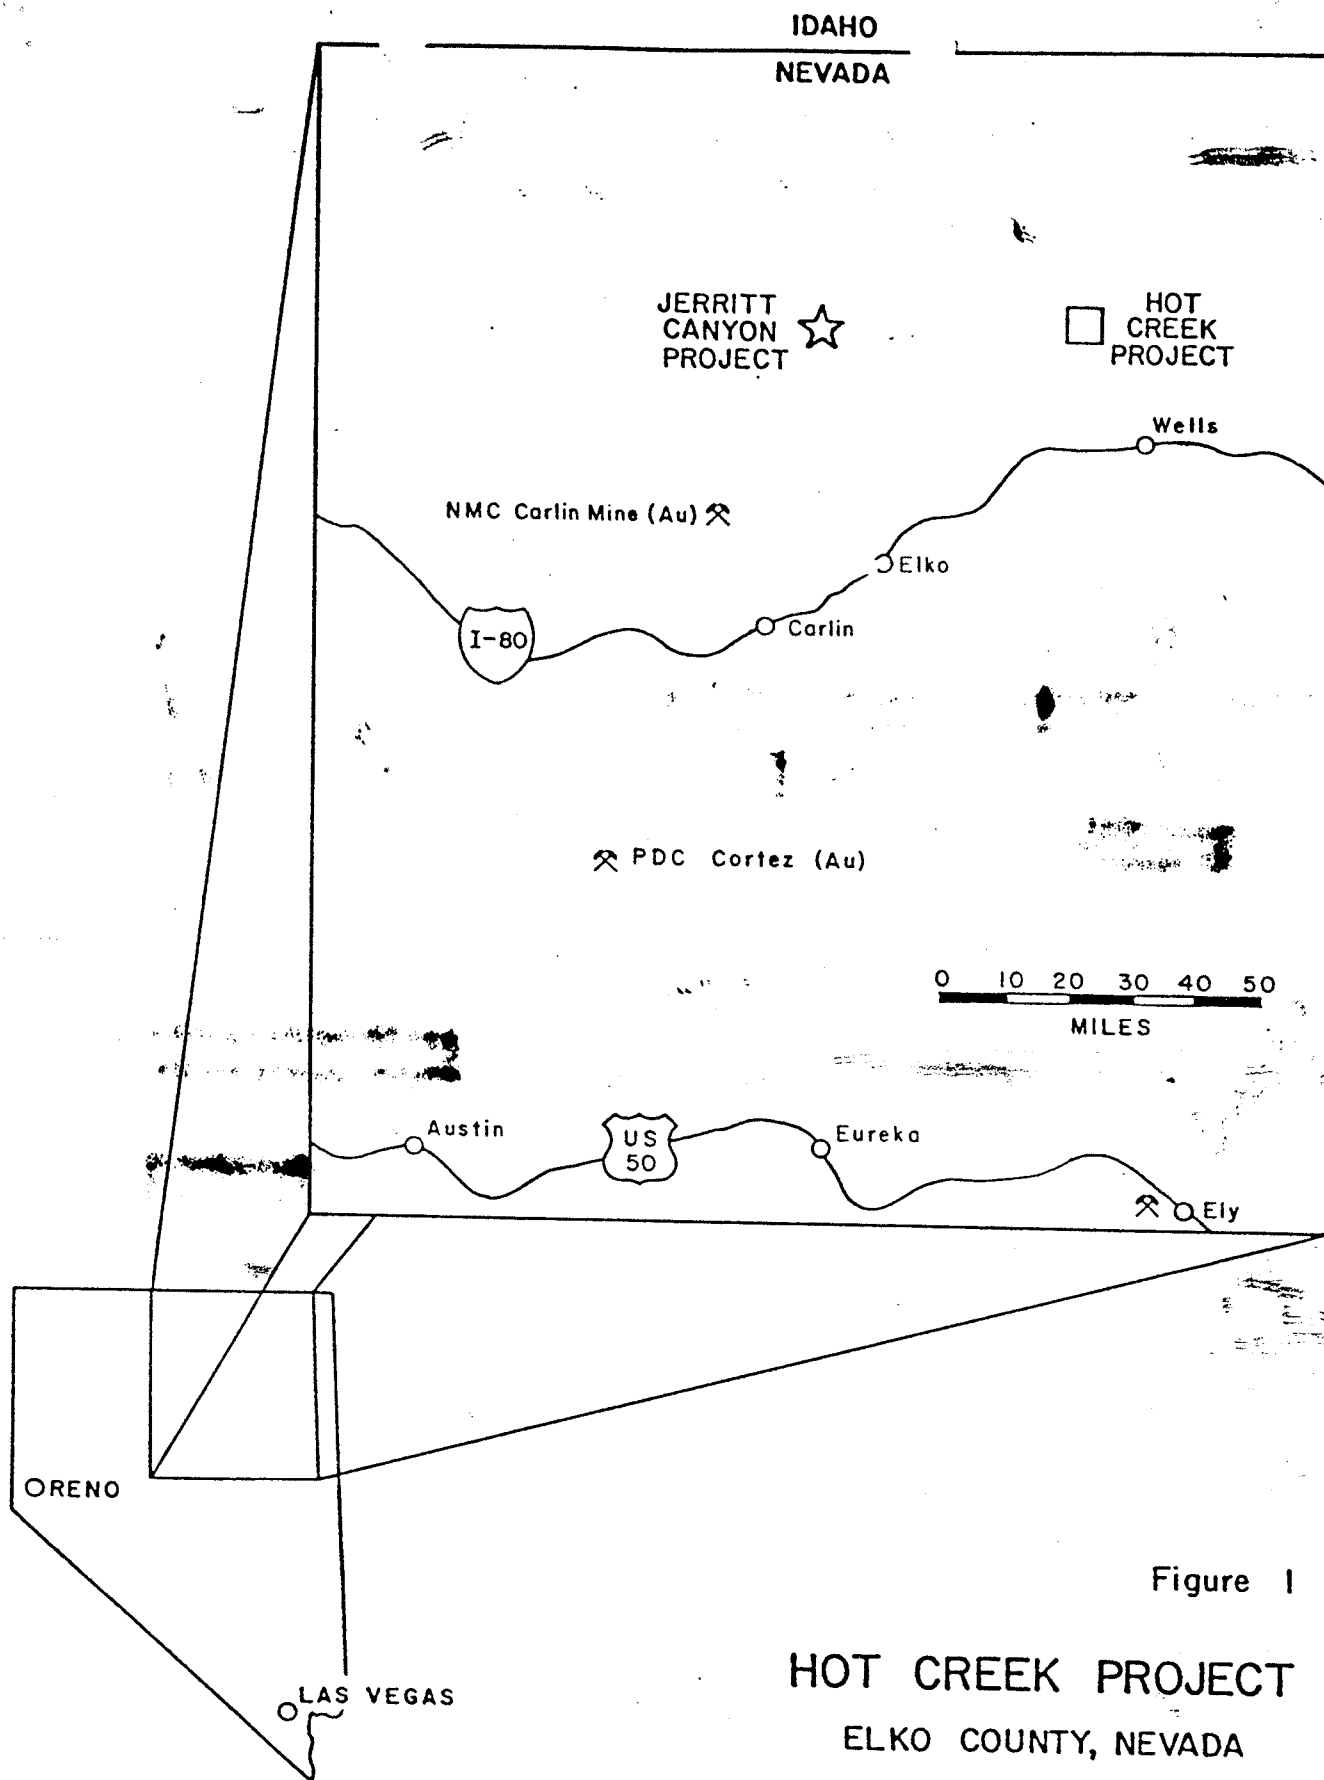 IDAHO
NEVADA
JERRITT
CANYON
PROJECT
HOT
CREEK
PROJECT
Wells
NMC Carlin Mine (Au)
Elko
I-80
Carlin
PDC Cortez (Au)
0 10 20 30 40 50
MILES
Austin
US
50
Eureka
Ely
RENO
LAS VEGAS
Figure 1
HOT CREEK PROJECT
ELKO COUNTY, NEVADA